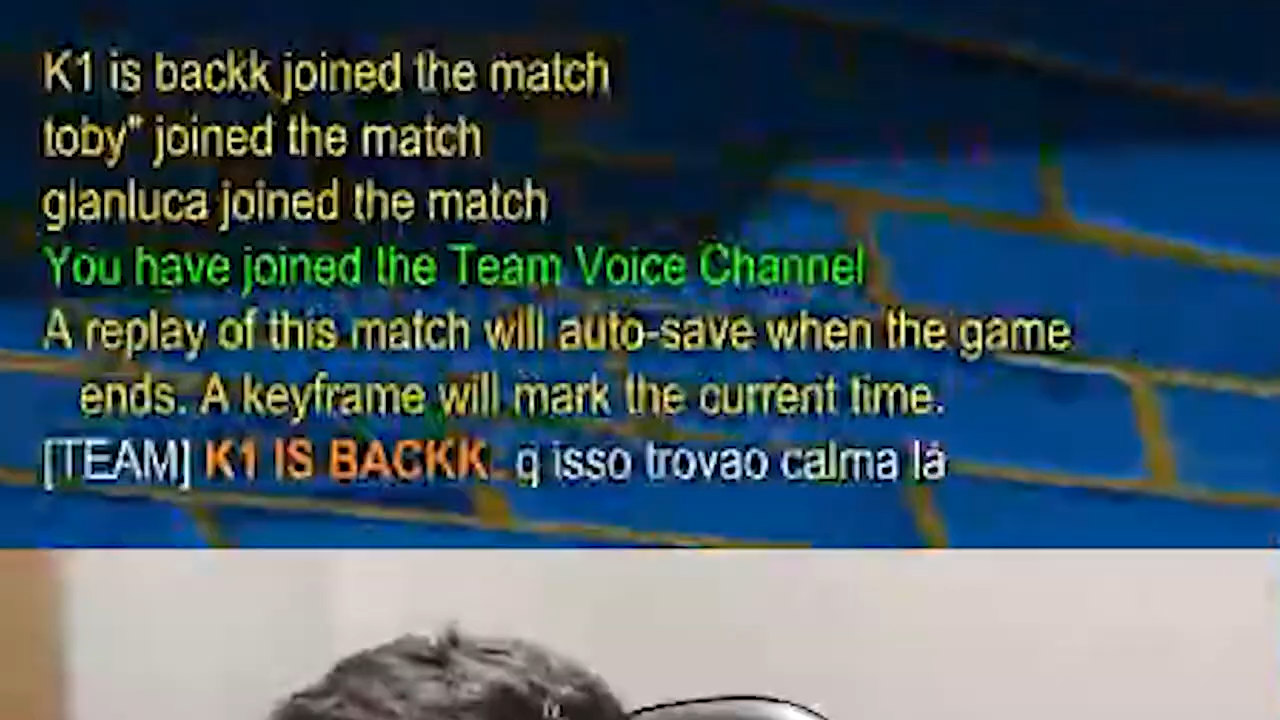 K1 is backk joined the match
toby" joined the match
gianluca joined the match
You have joined the Team Voice Channel
A replay of this match will auto-save when the game
ends. A keyframe will mark the current time.
[TEAM] K1 IS BACKK: q isso trovao calma la